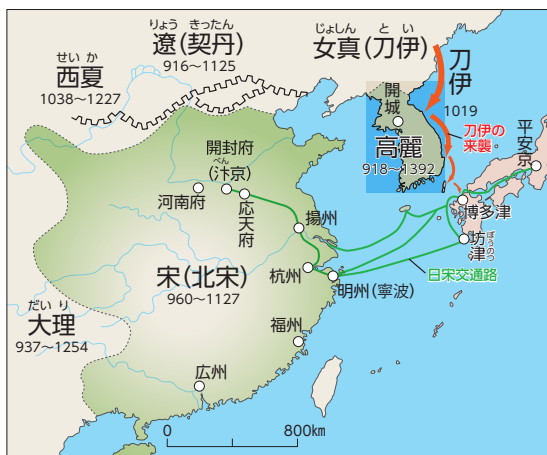 りょう きったん
遼(契丹)
916〜1125
じょしん と い
女真(刀伊)
せい か
西夏
1038〜1227
刀伊
1019
刀伊の
来襲
開城
高麗
918〜1392
平安京
開封府
べん
(汴京)
河南府
応天府
揚州
博多津
坊津
ぼうのつ
宋(北宋)
960〜1127
杭州
明州(寧波)
日宋交通路
だい り
大理
937〜1254
福州
広州
0 800km